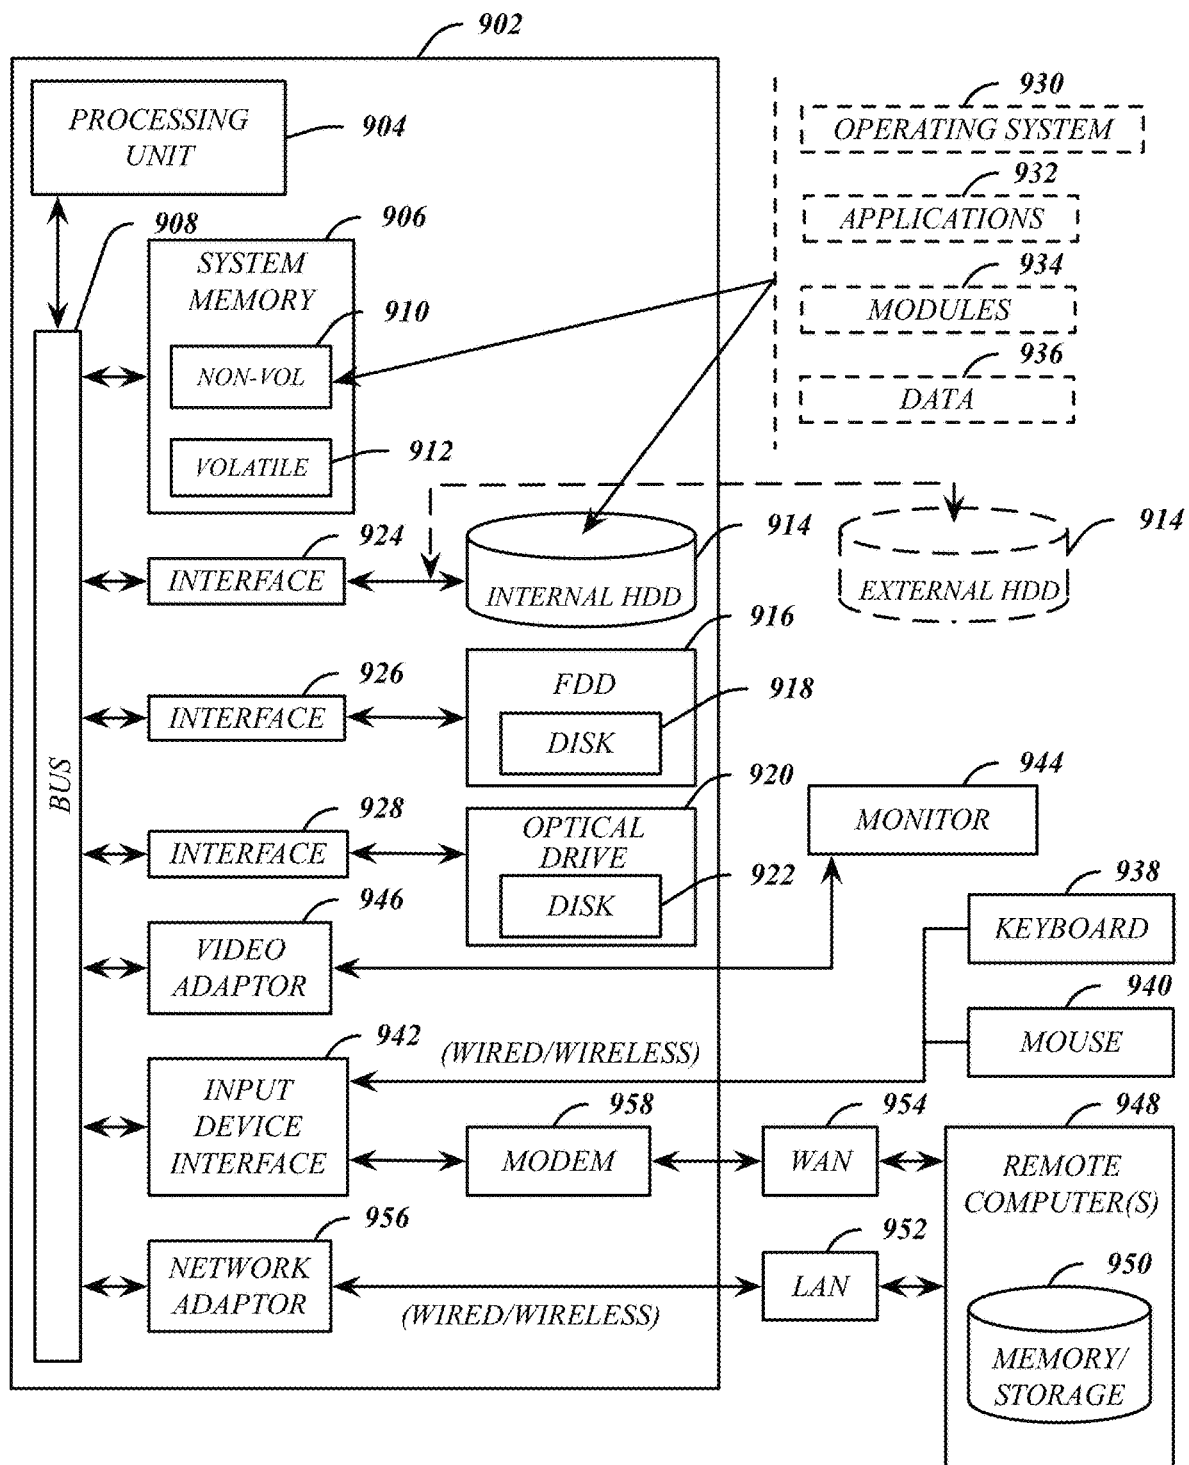 902
PROCESSING
UNIT
904
908
906
SYSTEM
MEMORY
910
NON-VOL
912
VOLATILE
930
OPERATING SYSTEM
932
APPLICATIONS
934
MODULES
936
DATA
924
INTERFACE
914
INTERNAL HDD
914
EXTERNAL HDD
916
FDD
918
DISK
926
INTERFACE
BUS
920
OPTICAL
DRIVE
922
DISK
928
INTERFACE
944
MONITOR
946
VIDEO
ADAPTOR
938
KEYBOARD
940
MOUSE
942
INPUT
DEVICE
INTERFACE
(WIRED/WIRELESS)
958
MODEM
954
WAN
948
REMOTE
COMPUTER(S)
956
NETWORK
ADAPTOR
(WIRED/WIRELESS)
952
LAN
950
MEMORY/
STORAGE